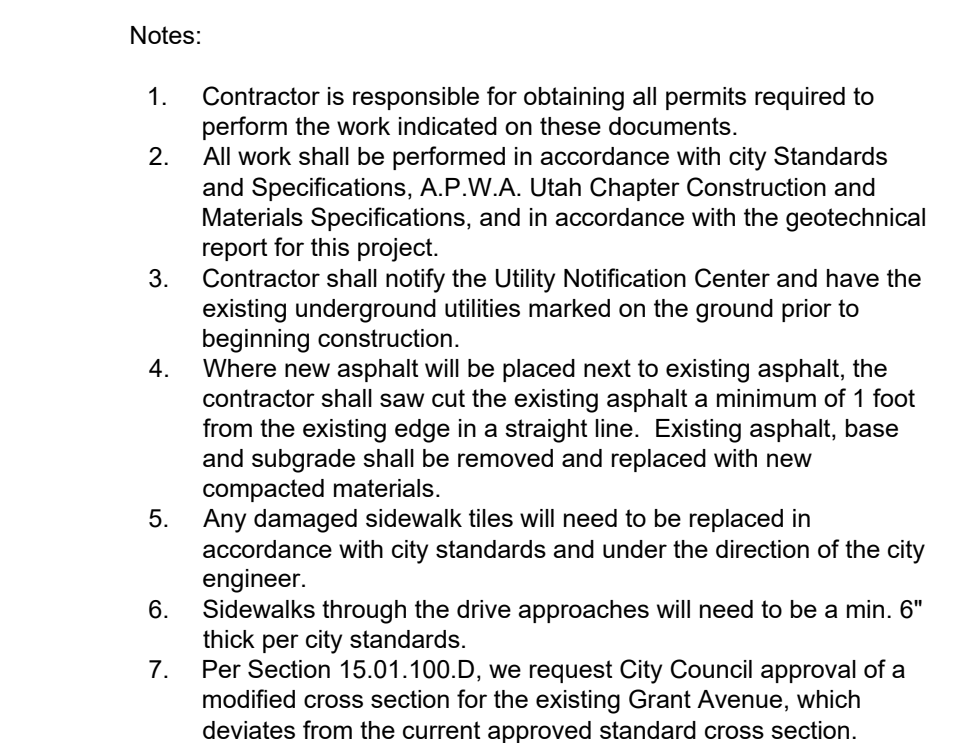 Notes:
1. Contractor is responsible for obtaining all permits required to
perform the work indicated on these documents.
2. All work shall be performed in accordance with city Standards
and Specifications, A.P.W.A. Utah Chapter Construction and
Materials Specifications, and in accordance with the geotechnical
report for this project.
3. Contractor shall notify the Utility Notification Center and have the
existing underground utilities marked on the ground prior to
beginning construction.
4. Where new asphalt will be placed next to existing asphalt, the
contractor shall saw cut the existing asphalt a minimum of 1 foot
from the existing edge in a straight line.  Existing asphalt, base
and subgrade shall be removed and replaced with new
compacted materials.
5. Any damaged sidewalk tiles will need to be replaced in
accordance with city standards and under the direction of the city
engineer.
6. Sidewalks through the drive approaches will need to be a min. 6"
thick per city standards.
7. Per Section 15.01.100.D, we request City Council approval of a
modified cross section for the existing Grant Avenue, which
deviates from the current approved standard cross section.